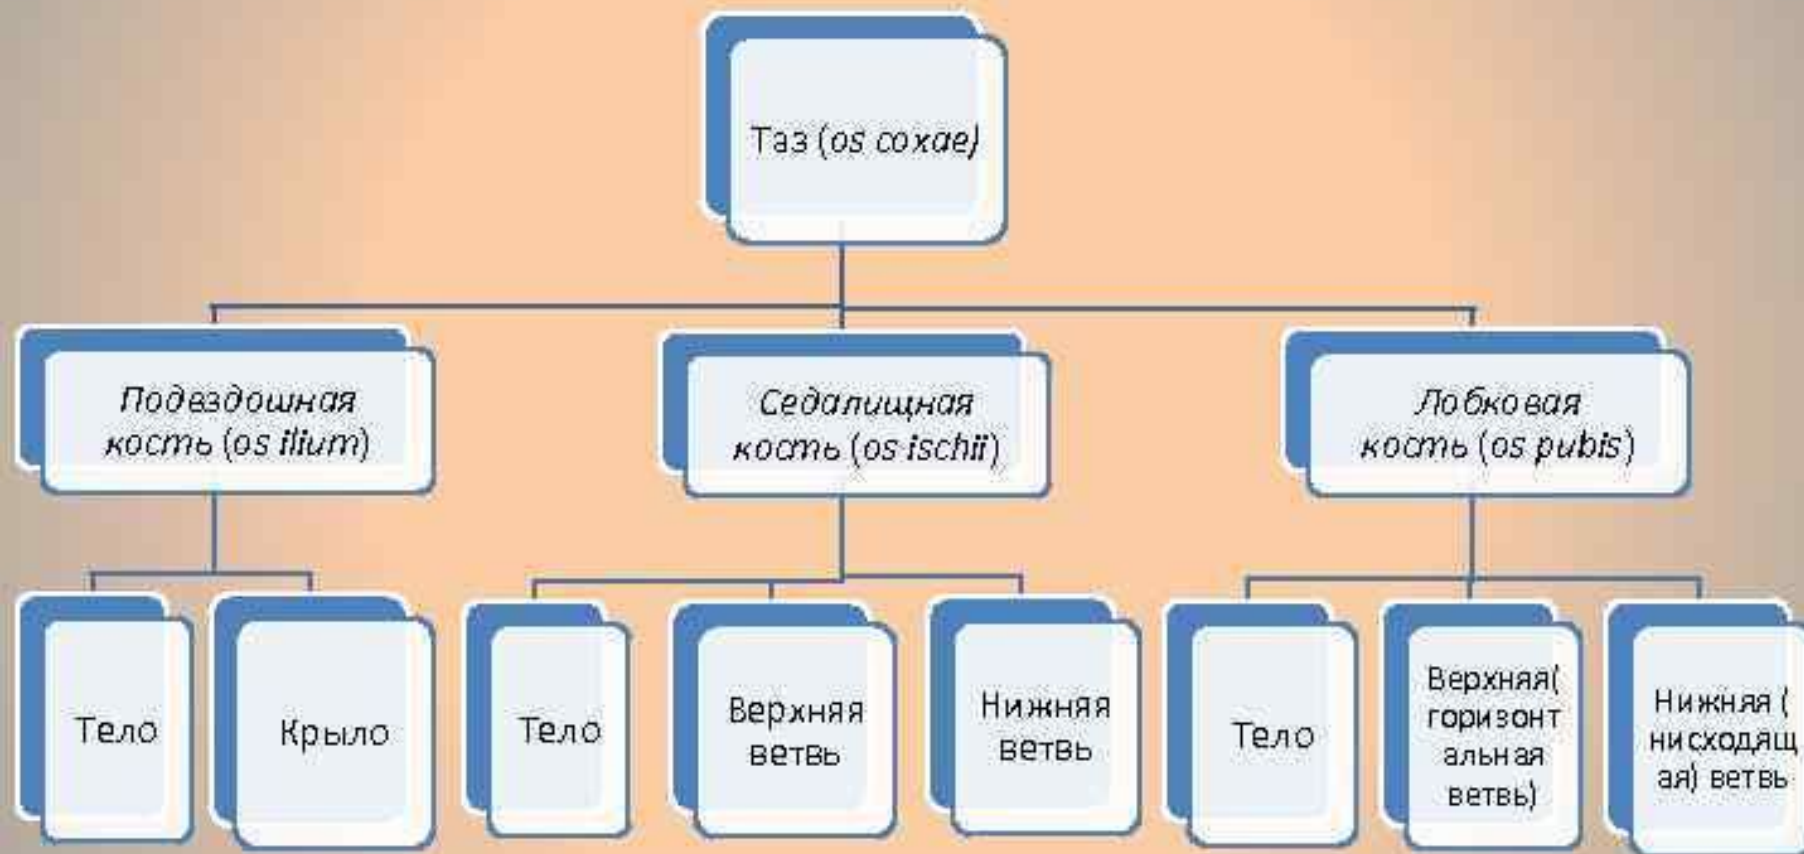 Таз (os coxae)
Подвздошная
кость (os ilium)
Седалищная
кость (os ischii)
Лобковая
кость (os pubis)
Тело
Крыло
Тело
Верхняя
ветвь
Нижняя
ветвь
Тело
Верхняя(
горизонт
альная
ветвь)
Нижняя (
нисходящ
ая) ветвь